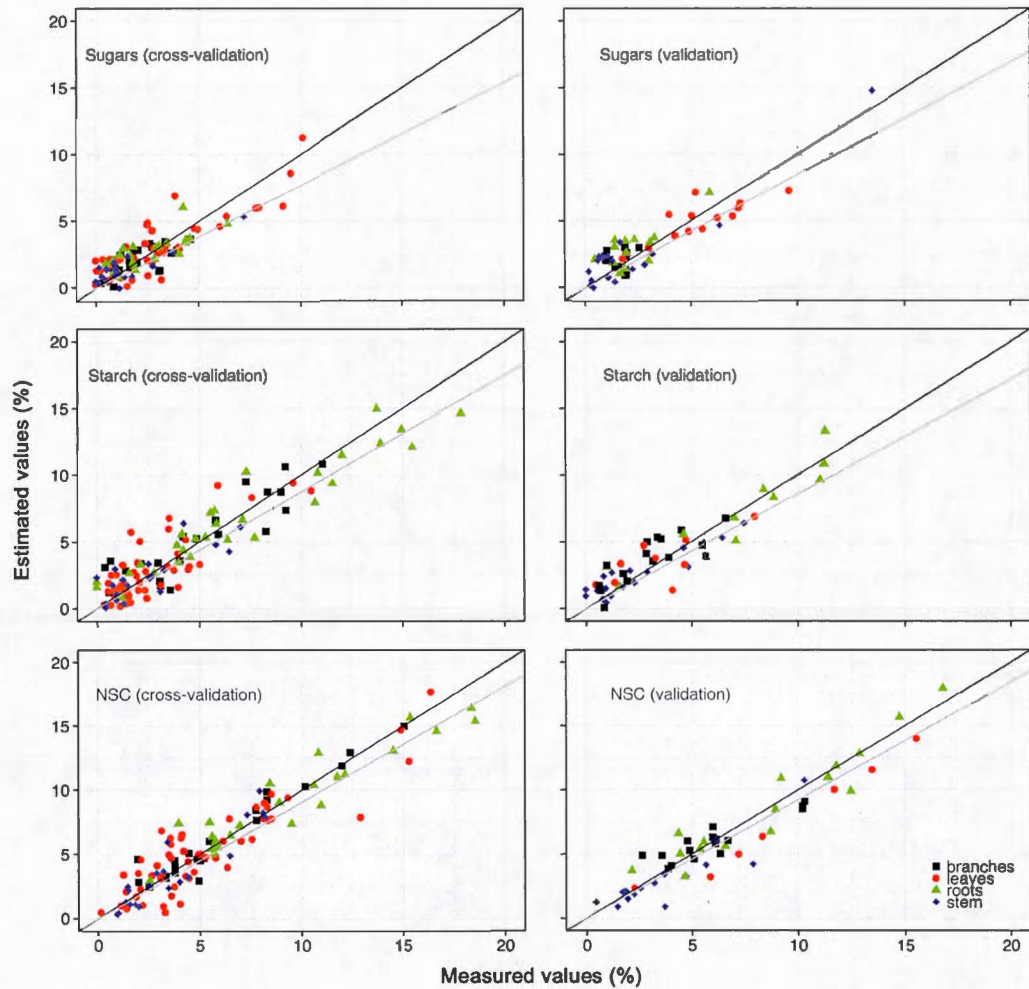 20
15
10
5
0
Sugars (cross-validation)
Sugars (validation)
20
15
10
5
0
Starch (cross-validation)
Starch (validation)
20
15
10
5
0
NSC (cross-validation)
NSC (validation)
branches
leaves
roots
stem
0 5 10 15 20
0 5 10 15 20
Estimated values (%)
Measured values (%)